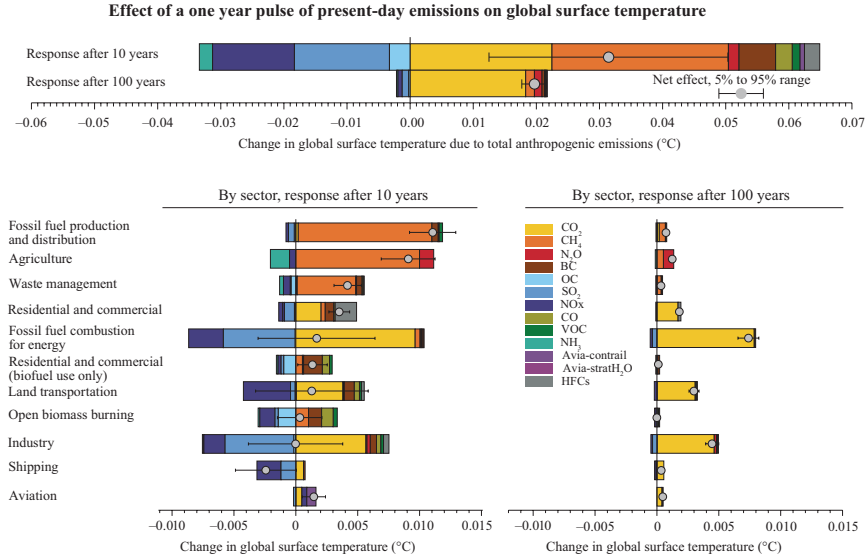 Effect of a one year pulse of present-day emissions on global surface temperature
Response after 10 years
Response after 100 years
Net effect, 5% to 95% range
−0.06 −0.05 −0.04 −0.03 −0.02 −0.01 0.00 0.01 0.02 0.03 0.04 0.05 0.06 0.07
Change in global surface temperature due to total anthropogenic emissions (°C)
By sector, response after 10 years
By sector, response after 100 years
Fossil fuel production
and distribution
Agriculture
Waste management
Residential and commercial
Fossil fuel combustion
for energy
Residential and commercial
(biofuel use only)
Land transportation
Open biomass burning
Industry
Shipping
Aviation
CO₂
CH₄
N₂O
BC
OC
SO₂
NOx
CO
VOC
NH₃
Avia-contrail
Avia-stratH₂O
HFCs
−0.010 −0.005 0.000 0.005 0.010 0.015
−0.010 −0.005 0.000 0.005 0.010 0.015
Change in global surface temperature (°C)
Change in global surface temperature (°C)